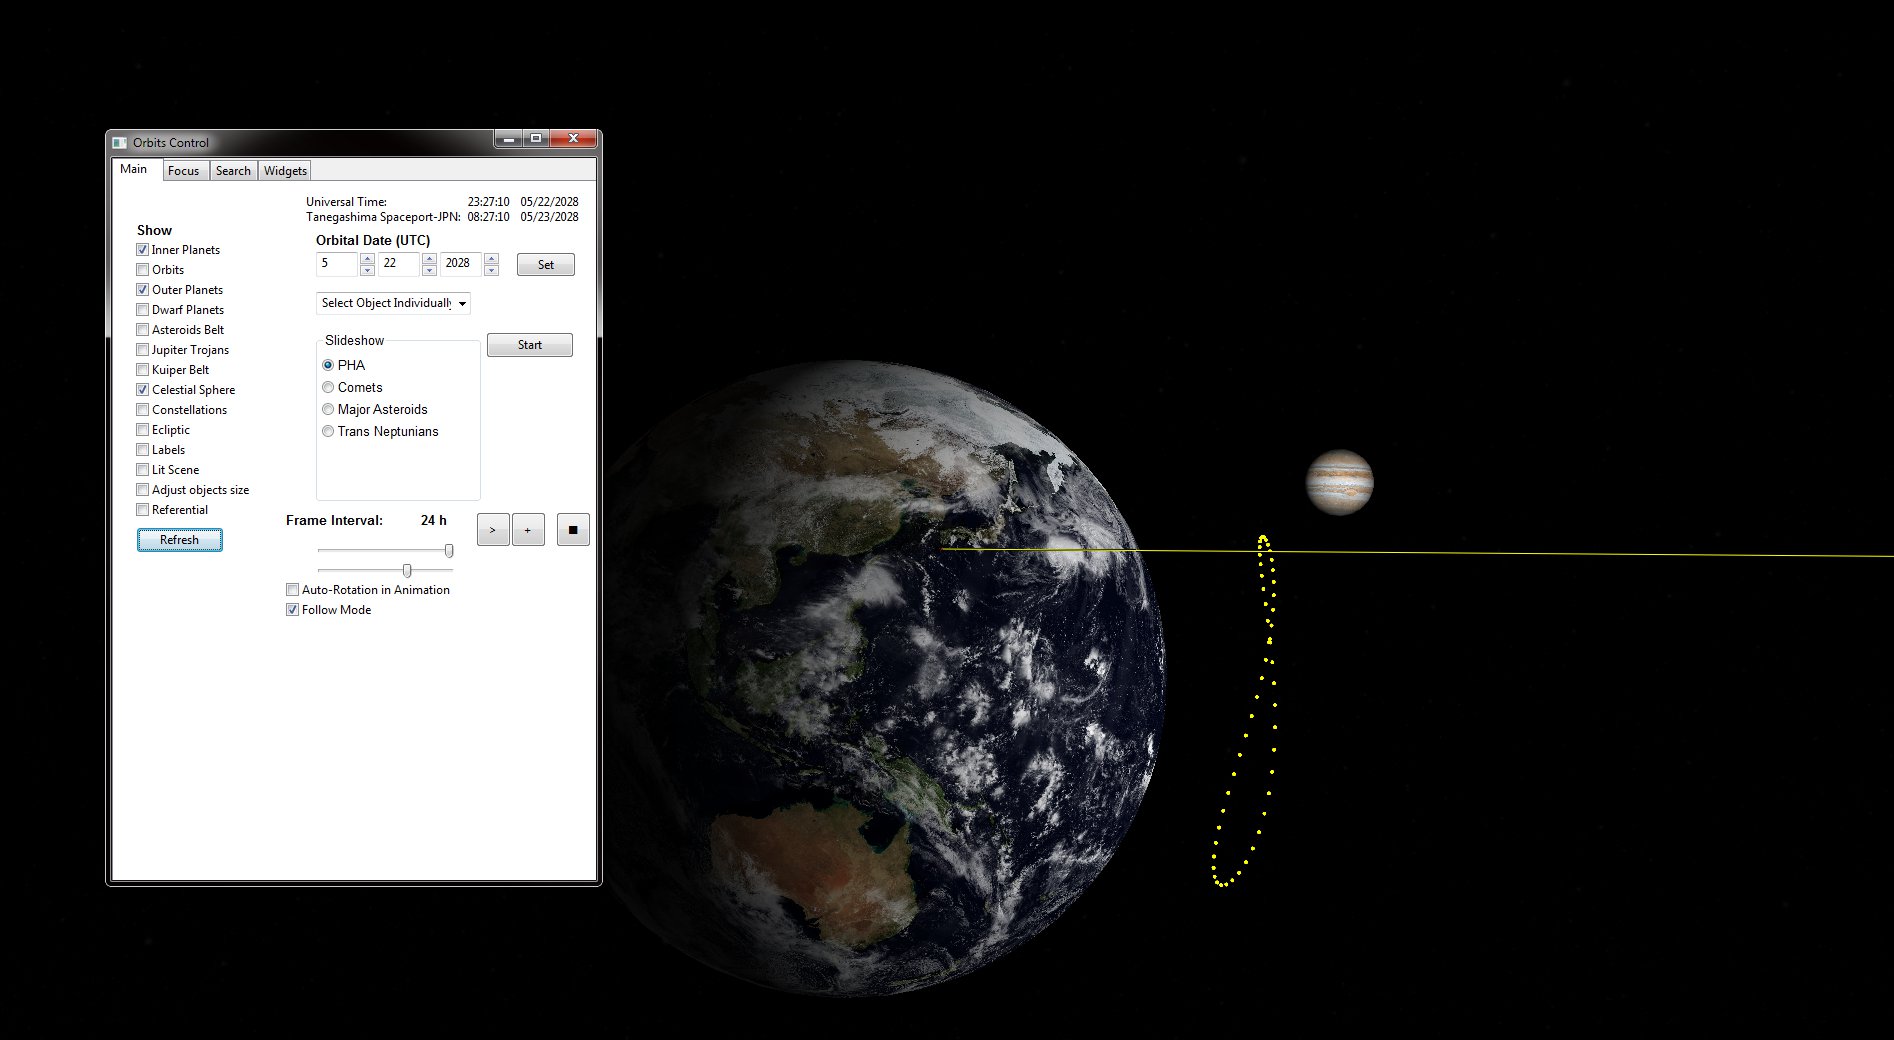 Orbits Control
Main Focus Search Widgets
Universal Time: 23:27:10 05/22/2028
Tanegashima Spaceport-JPN: 08:27:10 05/23/2028
Show
Inner Planets
Orbits
Outer Planets
Dwarf Planets
Asteroids Belt
Jupiter Trojans
Kuiper Belt
Celestial Sphere
Constellations
Ecliptic
Labels
Lit Scene
Adjust objects size
Referential
Refresh
Orbital Date (UTC)
5 22 2028 Set
Select Object Individually
Slideshow
Start
PHA
Comets
Major Asteroids
Trans Neptunians
Frame Interval: 24 h
> +
Auto-Rotation in Animation
Follow Mode